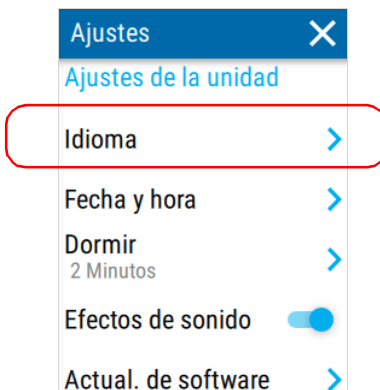 Ajustes
Ajustes de la unidad
Idioma
Fecha y hora
Dormir
2 Minutos
Efectos de sonido
Actual. de software